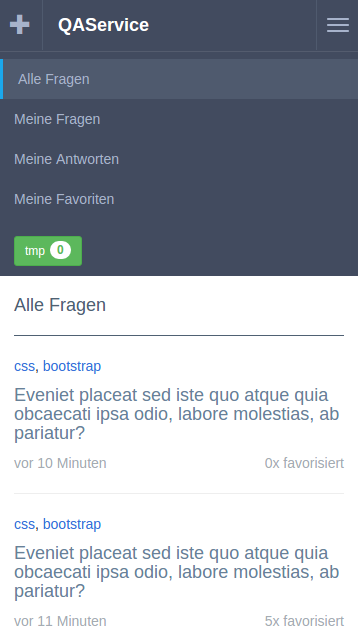 QAService
Alle Fragen
Meine Fragen
Meine Antworten
Meine Favoriten
tmp 0
Alle Fragen
css, bootstrap
Eveniet placeat sed iste quo atque quia
obcaecati ipsa odio, labore molestias, ab
pariatur?
vor 10 Minuten 0x favorisiert
css, bootstrap
Eveniet placeat sed iste quo atque quia
obcaecati ipsa odio, labore molestias, ab
pariatur?
vor 11 Minuten 5x favorisiert